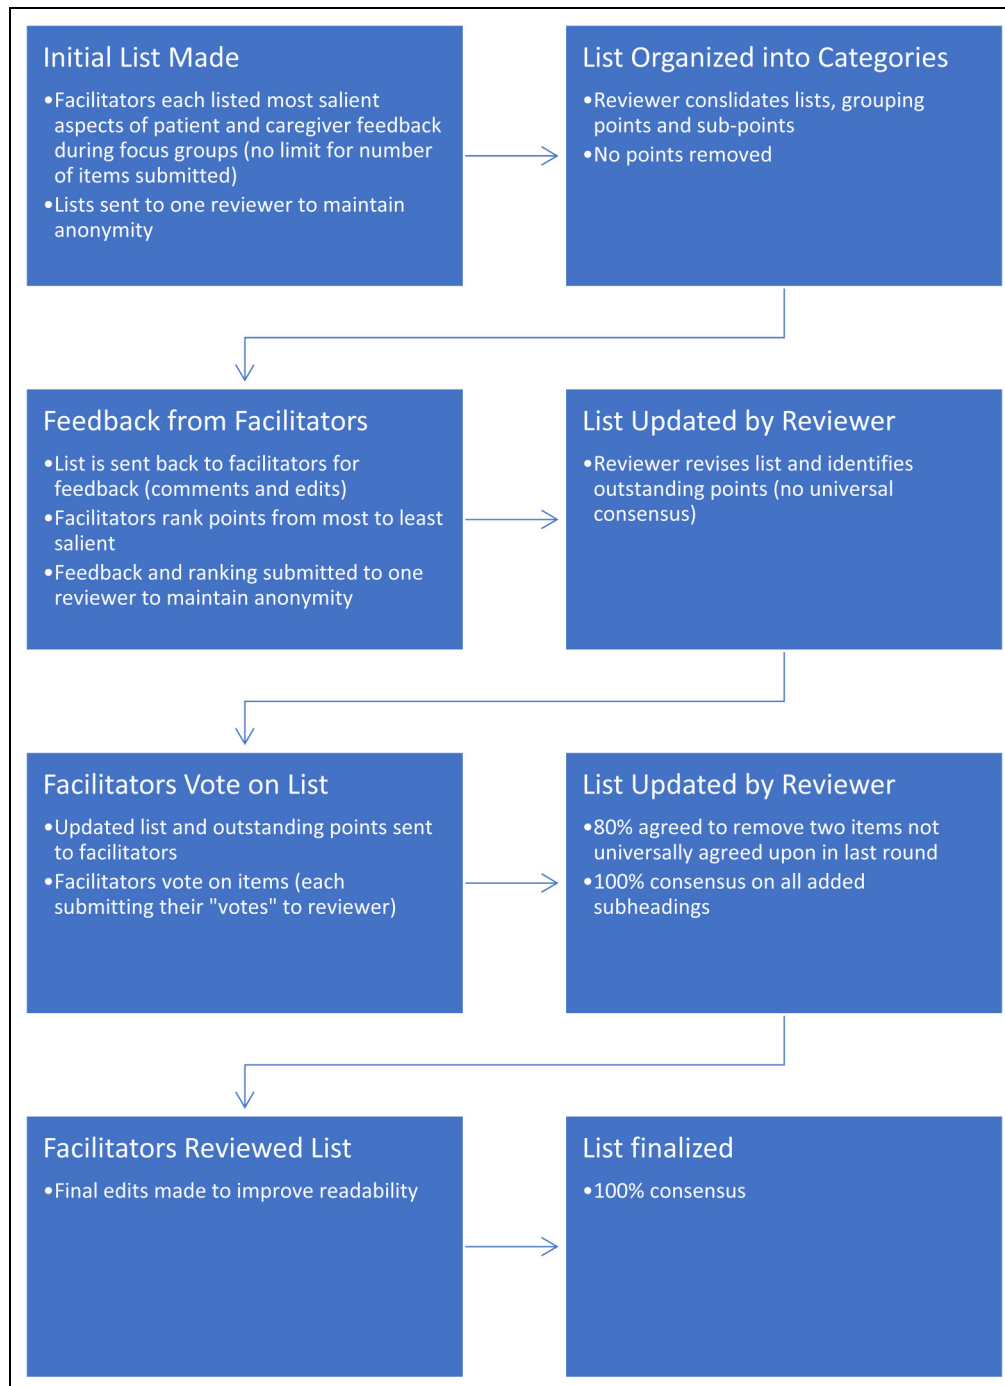 Initial List Made
•Facilitators each listed most salient
aspects of patient and caregiver feedback
during focus groups (no limit for number
of items submitted)
•Lists sent to one reviewer to maintain
anonymity
List Organized into Categories
•Reviewer conslidates lists, grouping
points and sub-points
•No points removed
Feedback from Facilitators
•List is sent back to facilitators for
feedback (comments and edits)
•Facilitators rank points from most to least
salient
•Feedback and ranking submitted to one
reviewer to maintain anonymity
List Updated by Reviewer
•Reviewer revises list and identifies
outstanding points (no universal
consensus)
Facilitators Vote on List
•Updated list and outstanding points sent
to facilitators
•Facilitators vote on items (each
submitting their "votes" to reviewer)
List Updated by Reviewer
•80% agreed to remove two items not
universally agreed upon in last round
•100% consensus on all added
subheadings
Facilitators Reviewed List
•Final edits made to improve readability
List finalized
•100% consensus